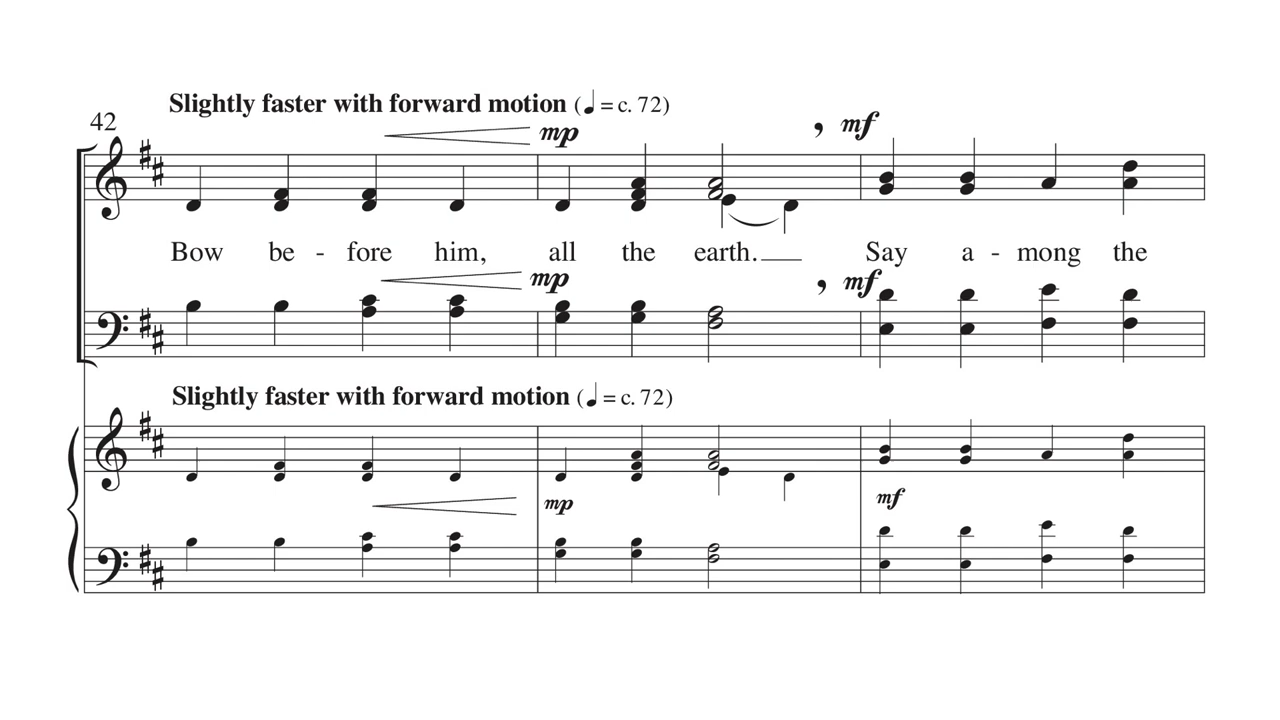 Slightly faster with forward motion (♩ = c. 72)
42
mp
mf
Bow be - fore him, all the earth. Say a - mong the
mp
mf
Slightly faster with forward motion (♩ = c. 72)
mp
mf